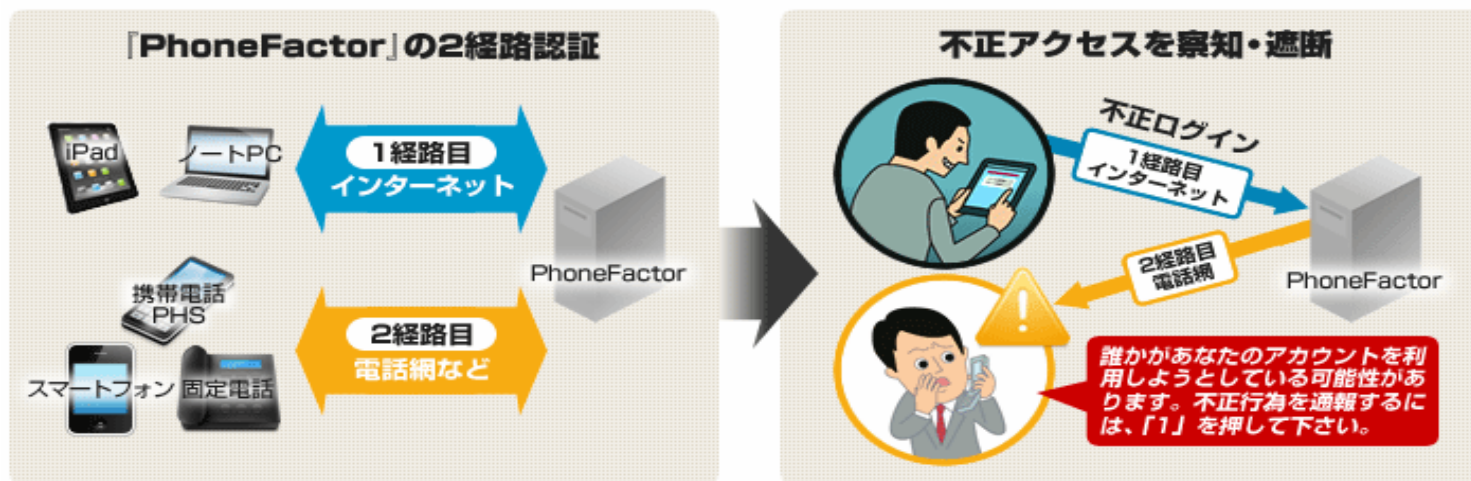 『PhoneFactor』の2経路認証
iPad
ノートPC
1経路目
インターネット
PhoneFactor
携帯電話
PHS
スマートフォン
固定電話
2経路目
電話網など
不正アクセスを察知・遮断
不正ログイン
1経路目
インターネット
2経路目
電話網
PhoneFactor
誰かがあなたのアカウントを利
用しようとしている可能性があ
ります。不正行為を通報するに
は、「1」を押して下さい。